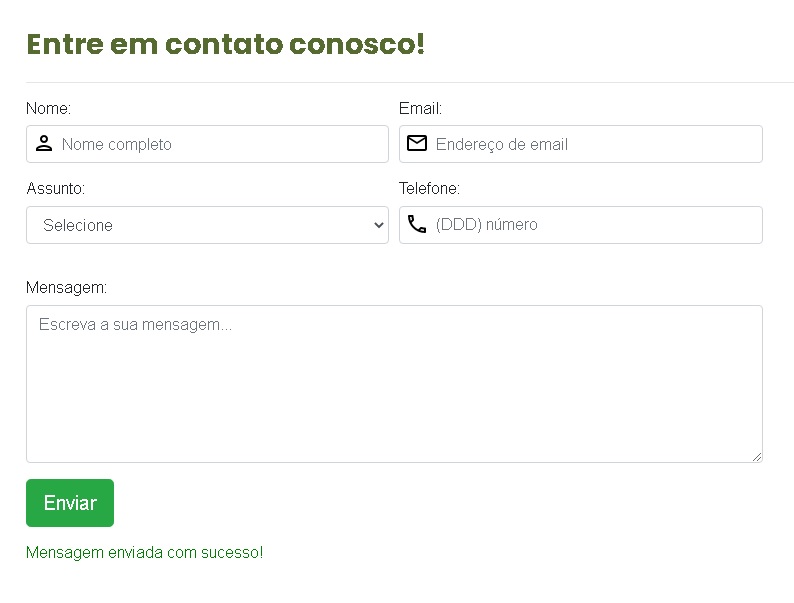 Entre em contato conosco!
Nome:
Email:
Nome completo
Endereço de email
Assunto:
Telefone:
Selecione
(DDD) número
Mensagem:
Escreva a sua mensagem...
Enviar
Mensagem enviada com sucesso!